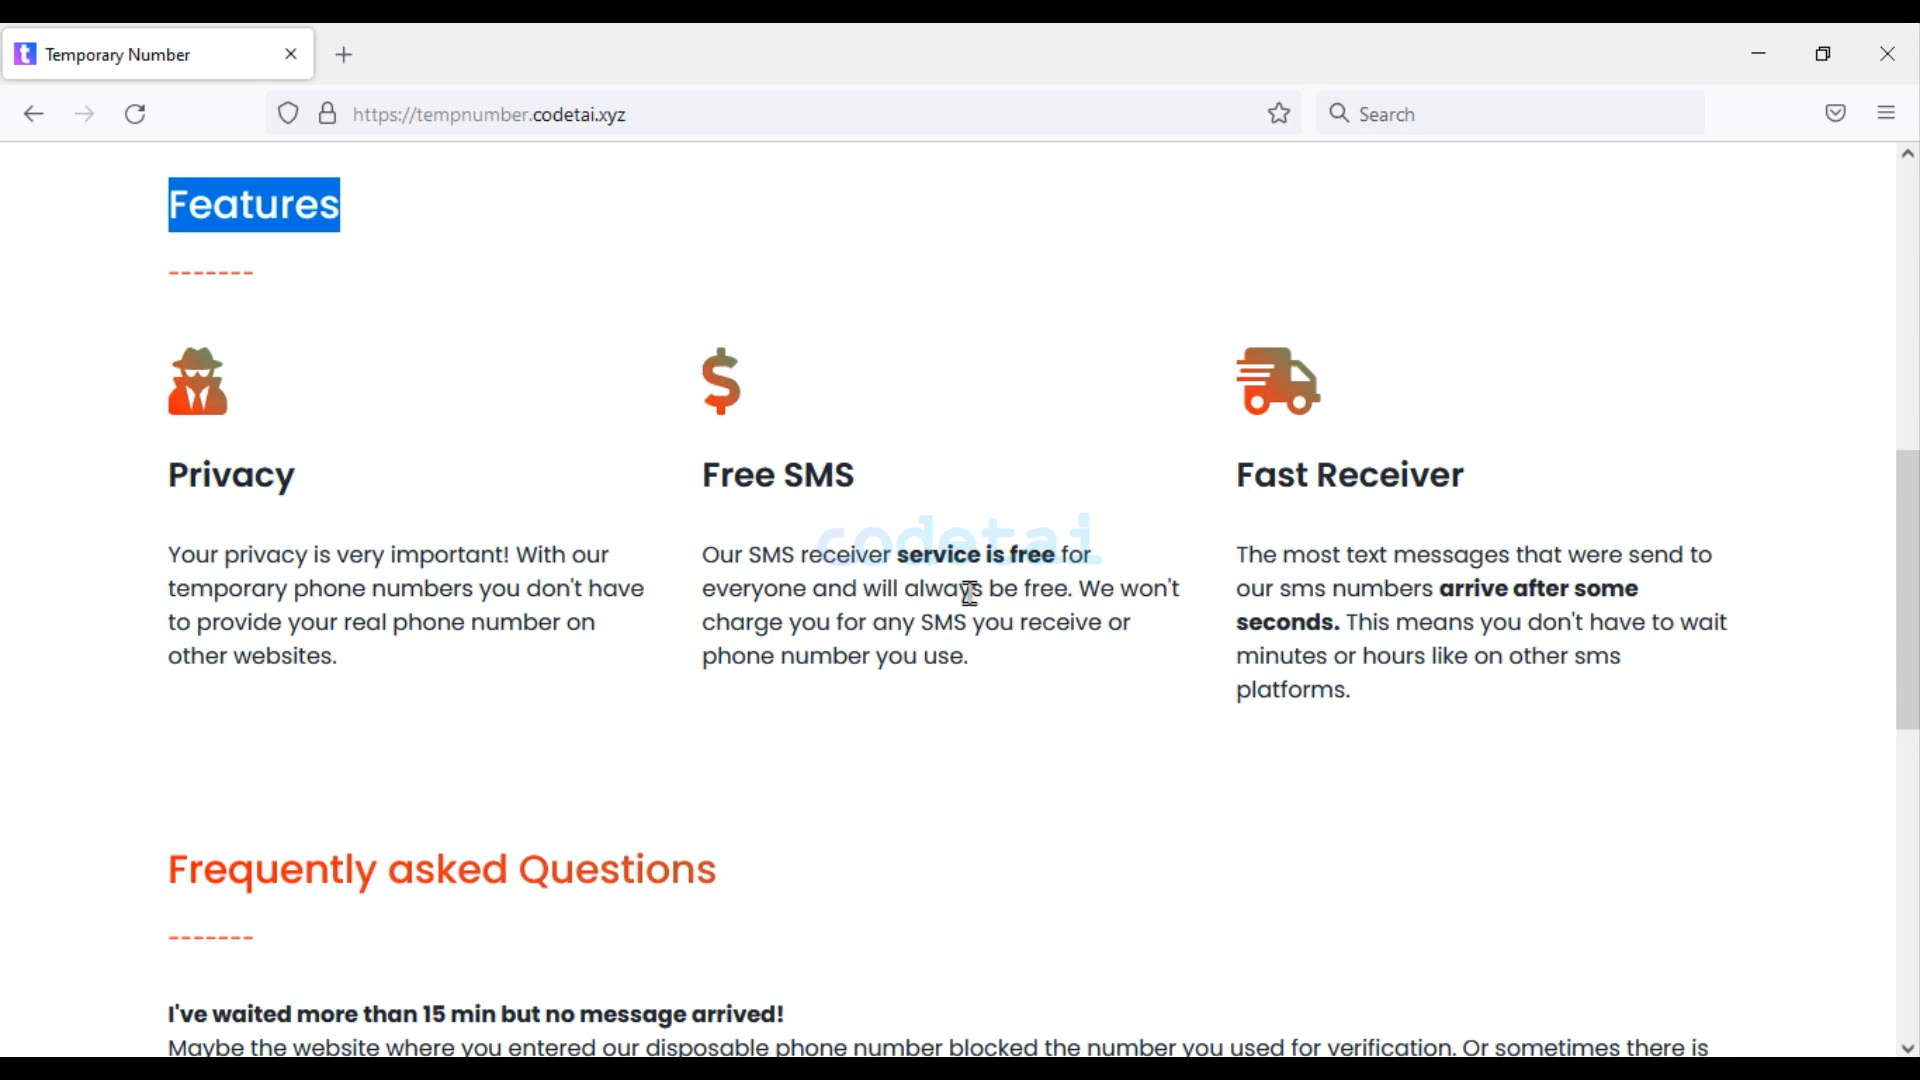 Temporary Number
https://tempnumber.codetai.xyz
Search
Features
-------
Privacy
Your privacy is very important! With our
temporary phone numbers you don't have
to provide your real phone number on
other websites.
Free SMS
Our SMS receiver service is free for
everyone and will always be free. We won't
charge you for any SMS you receive or
phone number you use.
Fast Receiver
The most text messages that were send to
our sms numbers arrive after some
seconds. This means you don't have to wait
minutes or hours like on other sms
platforms.
codetai
Frequently asked Questions
-------
I've waited more than 15 min but no message arrived!
Maybe the website where you entered our disposable phone number blocked the number you used for verification. Or sometimes there is